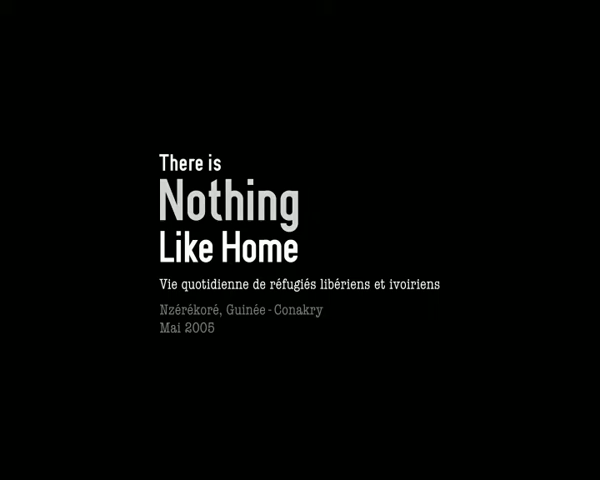 There is
Nothing
Like Home
Vie quotidienne de réfugiés libériens et ivoiriens
Nzérékoré, Guinée - Conakry
Mai 2005